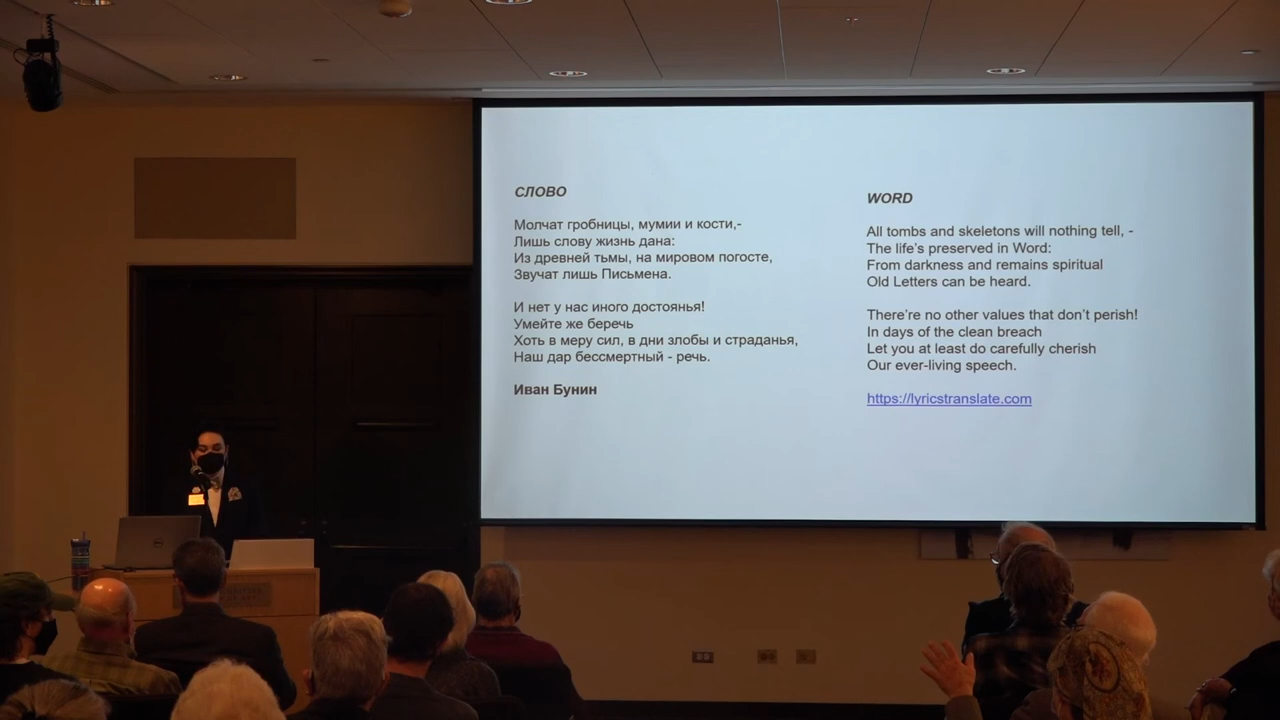 СЛОВО
Молчат гробницы, мумии и кости,-
Лишь слову жизнь дана:
Из древней тьмы, на мировом погосте,
Звучат лишь Письмена.
И нет у нас иного достоянья!
Умейте же беречь
Хоть в меру сил, в дни злобы и страданья,
Наш дар бессмертный - речь.
Иван Бунин
WORD
All tombs and skeletons will nothing tell, -
The life's preserved in Word:
From darkness and remains spiritual
Old Letters can be heard.
There're no other values that don't perish!
In days of the clean breach
Let you at least do carefully cherish
Our ever-living speech.
https://lyricstranslate.com